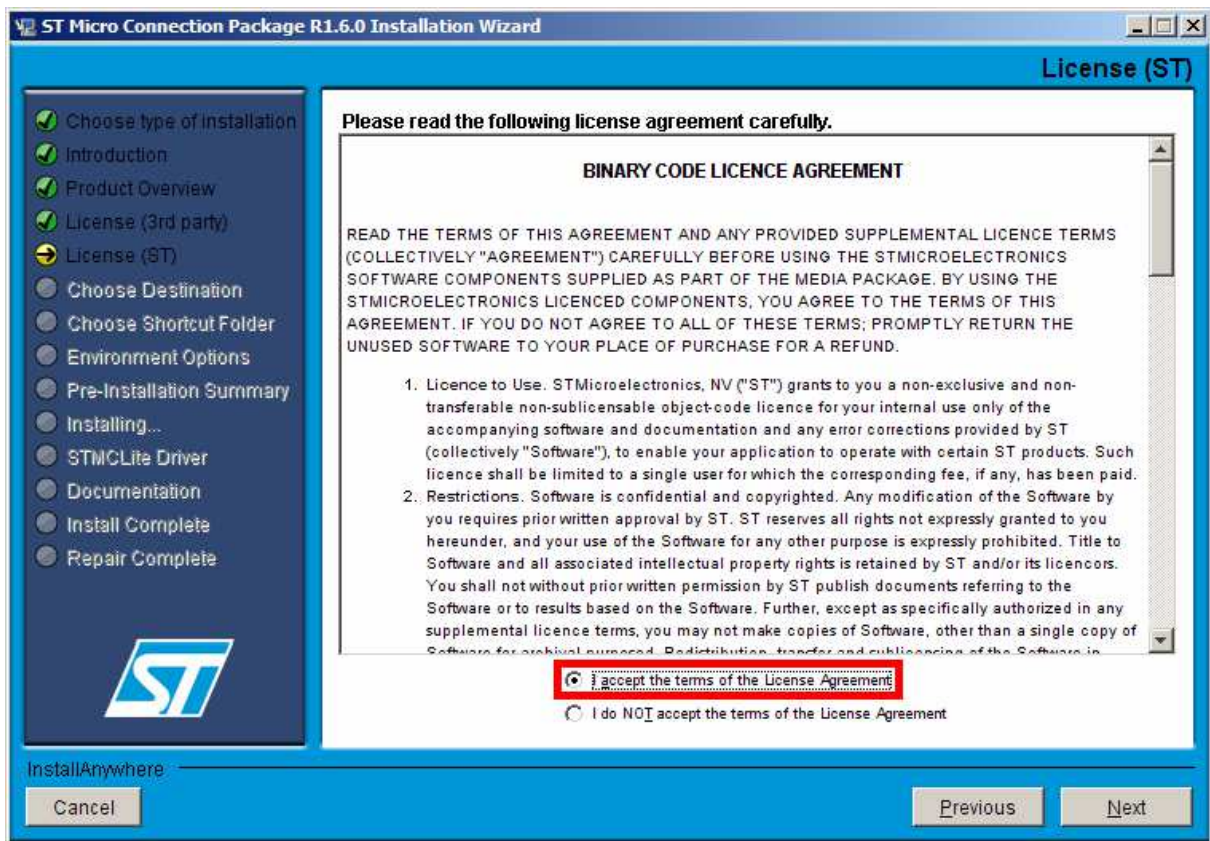 ST Micro Connection Package R1.6.0 Installation Wizard
License (ST)
Choose type of installation
Introduction
Product Overview
License (3rd party)
License (ST)
Choose Destination
Choose Shortcut Folder
Environment Options
Pre-Installation Summary
Installing...
STMCLite Driver
Documentation
Install Complete
Repair Complete
ST
Please read the following license agreement carefully.
BINARY CODE LICENCE AGREEMENT
READ THE TERMS OF THIS AGREEMENT AND ANY PROVIDED SUPPLEMENTAL LICENCE TERMS
(COLLECTIVELY "AGREEMENT") CAREFULLY BEFORE USING THE STMICROELECTRONICS
SOFTWARE COMPONENTS SUPPLIED AS PART OF THE MEDIA PACKAGE. BY USING THE
STMICROELECTRONICS LICENCED COMPONENTS, YOU AGREE TO THE TERMS OF THIS
AGREEMENT. IF YOU DO NOT AGREE TO ALL OF THESE TERMS; PROMPTLY RETURN THE
UNUSED SOFTWARE TO YOUR PLACE OF PURCHASE FOR A REFUND.
1. Licence to Use. STMicroelectronics, NV ("ST") grants to you a non-exclusive and non-
transferable non-sublicensable object-code licence for your internal use only of the
accompanying software and documentation and any error corrections provided by ST
(collectively "Software"), to enable your application to operate with certain ST products. Such
licence shall be limited to a single user for which the corresponding fee, if any, has been paid.
2. Restrictions. Software is confidential and copyrighted. Any modification of the Software by
you requires prior written approval by ST. ST reserves all rights not expressly granted to you
hereunder, and your use of the Software for any other purpose is expressly prohibited. Title to
Software and all associated intellectual property rights is retained by ST and/or its licencors.
You shall not without prior written permission by ST publish documents referring to the
Software or to results based on the Software. Further, except as specifically authorized in any
supplemental licence terms, you may not make copies of Software, other than a single copy of
Software for archival purposed. Redistribution, transfer and sublicencing of the Software in
I accept the terms of the License Agreement
I do NOT accept the terms of the License Agreement
InstallAnywhere
Cancel
Previous
Next